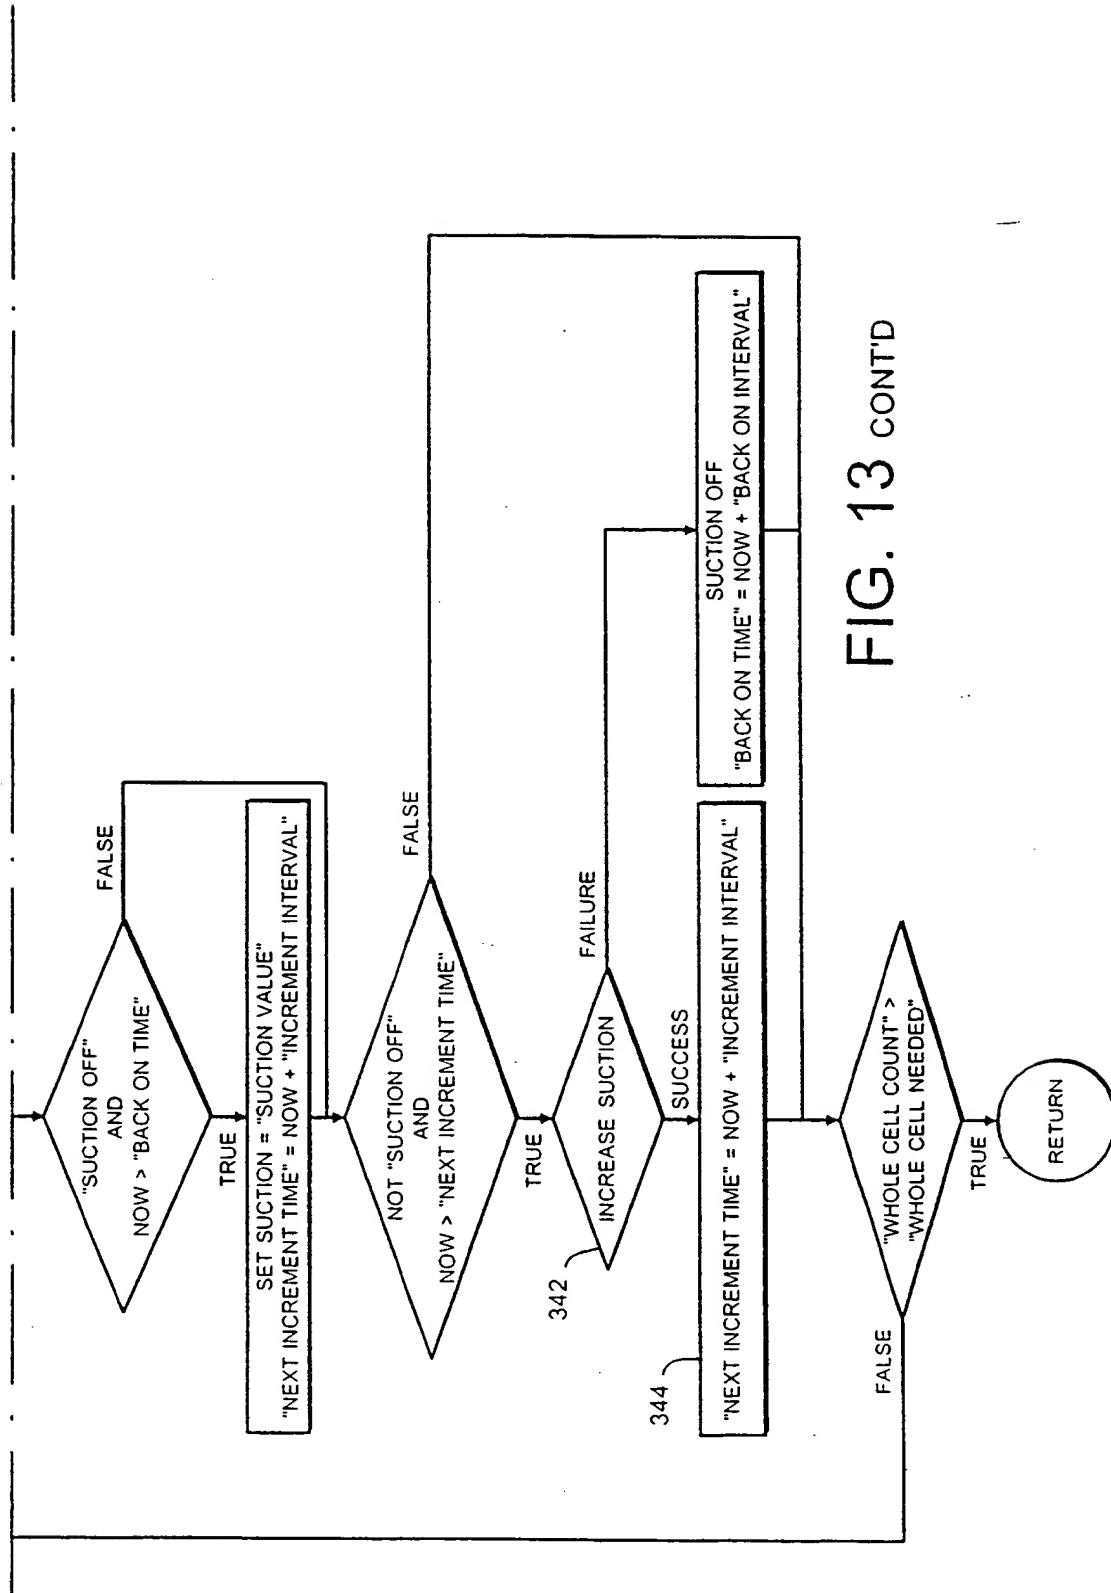 "SUCTION OFF"
AND
NOW > "BACK ON TIME"
FALSE
TRUE
SET SUCTION = "SUCTION VALUE"
"NEXT INCREMENT TIME" = NOW + "INCREMENT INTERVAL"
NOT "SUCTION OFF"
AND
NOW > "NEXT INCREMENT TIME"
FALSE
TRUE
342
INCREASE SUCTION
FAILURE
SUCCESS
344
"NEXT INCREMENT TIME" = NOW + "INCREMENT INTERVAL"
SUCTION OFF
"BACK ON TIME" = NOW + "BACK ON INTERVAL"
"WHOLE CELL COUNT" >
"WHOLE CELL NEEDED"
FALSE
TRUE
RETURN
FIG. 13 CONT'D